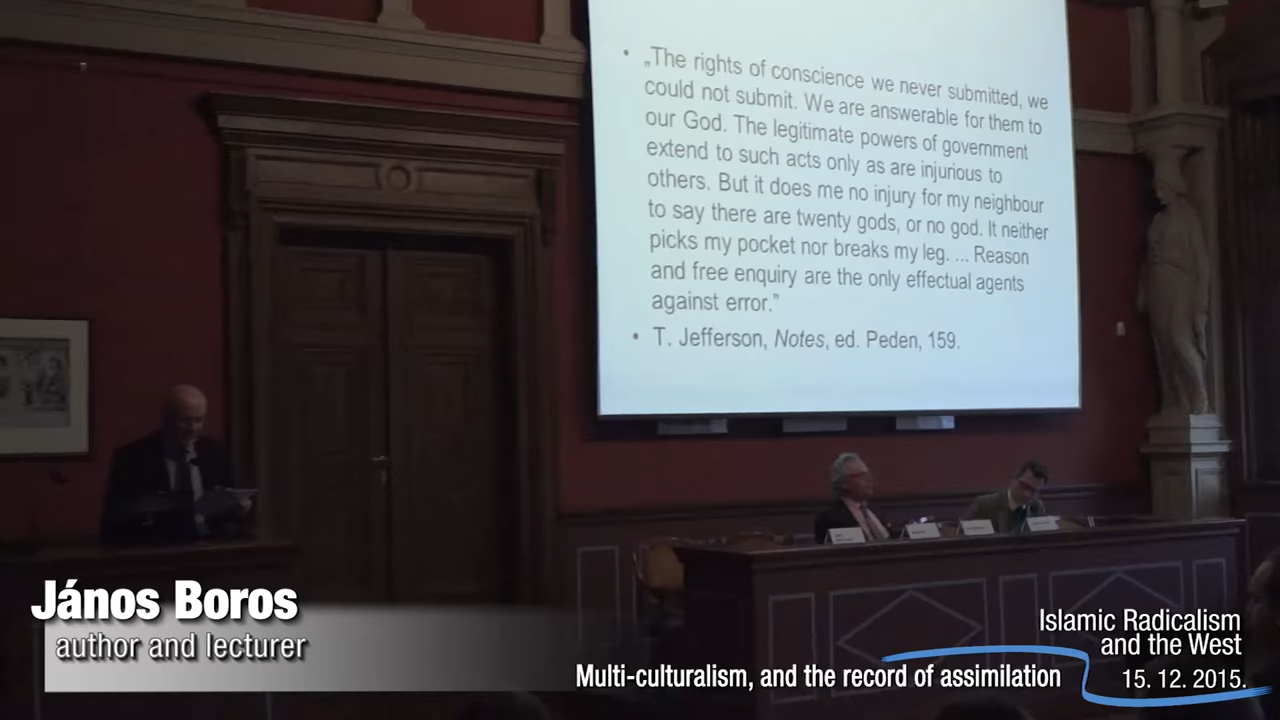 • „The rights of conscience we never submitted, we
could not submit. We are answerable for them to
our God. The legitimate powers of government
extend to such acts only as are injurious to
others. But it does me no injury for my neighbour
to say there are twenty gods, or no god. It neither
picks my pocket nor breaks my leg. ... Reason
and free enquiry are the only effectual agents
against error.”
• T. Jefferson, Notes, ed. Peden, 159.
János Boros
author and lecturer
Islamic Radicalism
and the West
Multi-culturalism, and the record of assimilation
15. 12. 2015.